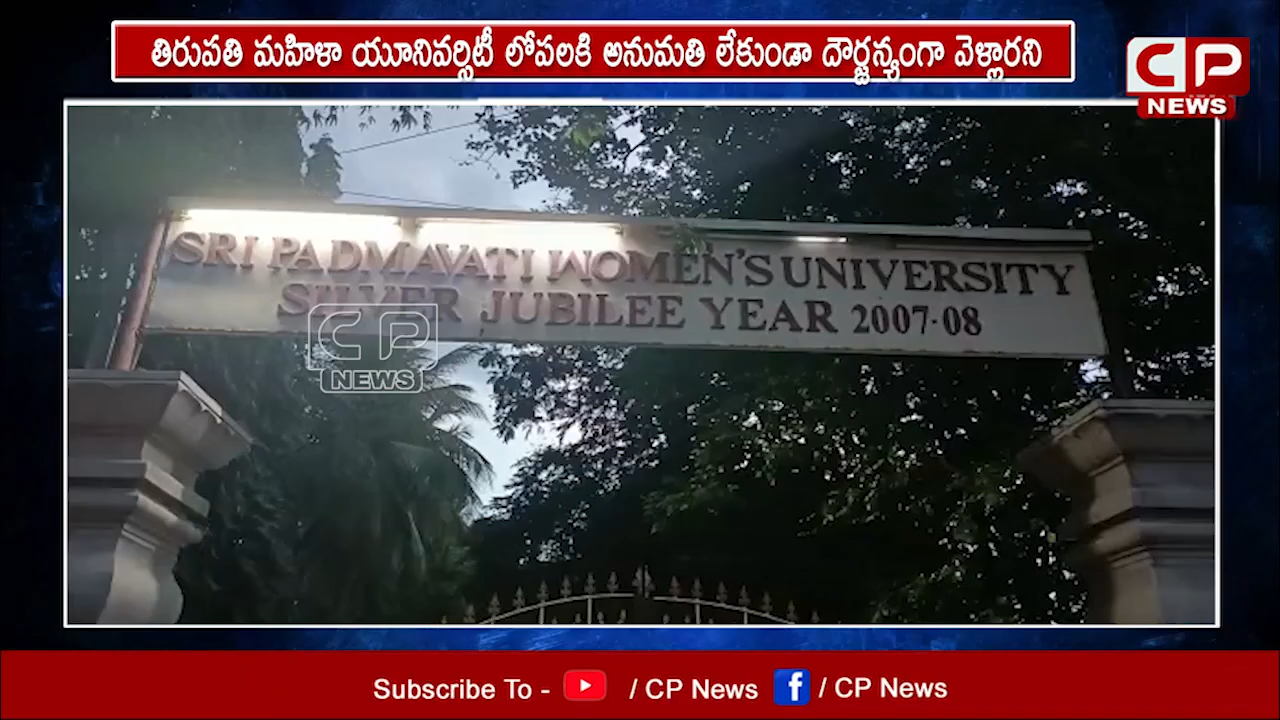 తిరుపతి మహిళా యూనివర్సిటీ లోపలకి అనుమతి లేకుండా దౌర్జన్యంగా వెళ్లారని
CP
NEWS
SRI PADMAVATI WOMEN'S UNIVERSITY
SILVER JUBILEE YEAR 2007-08
CP
NEWS
Subscribe To - / CP News / CP News